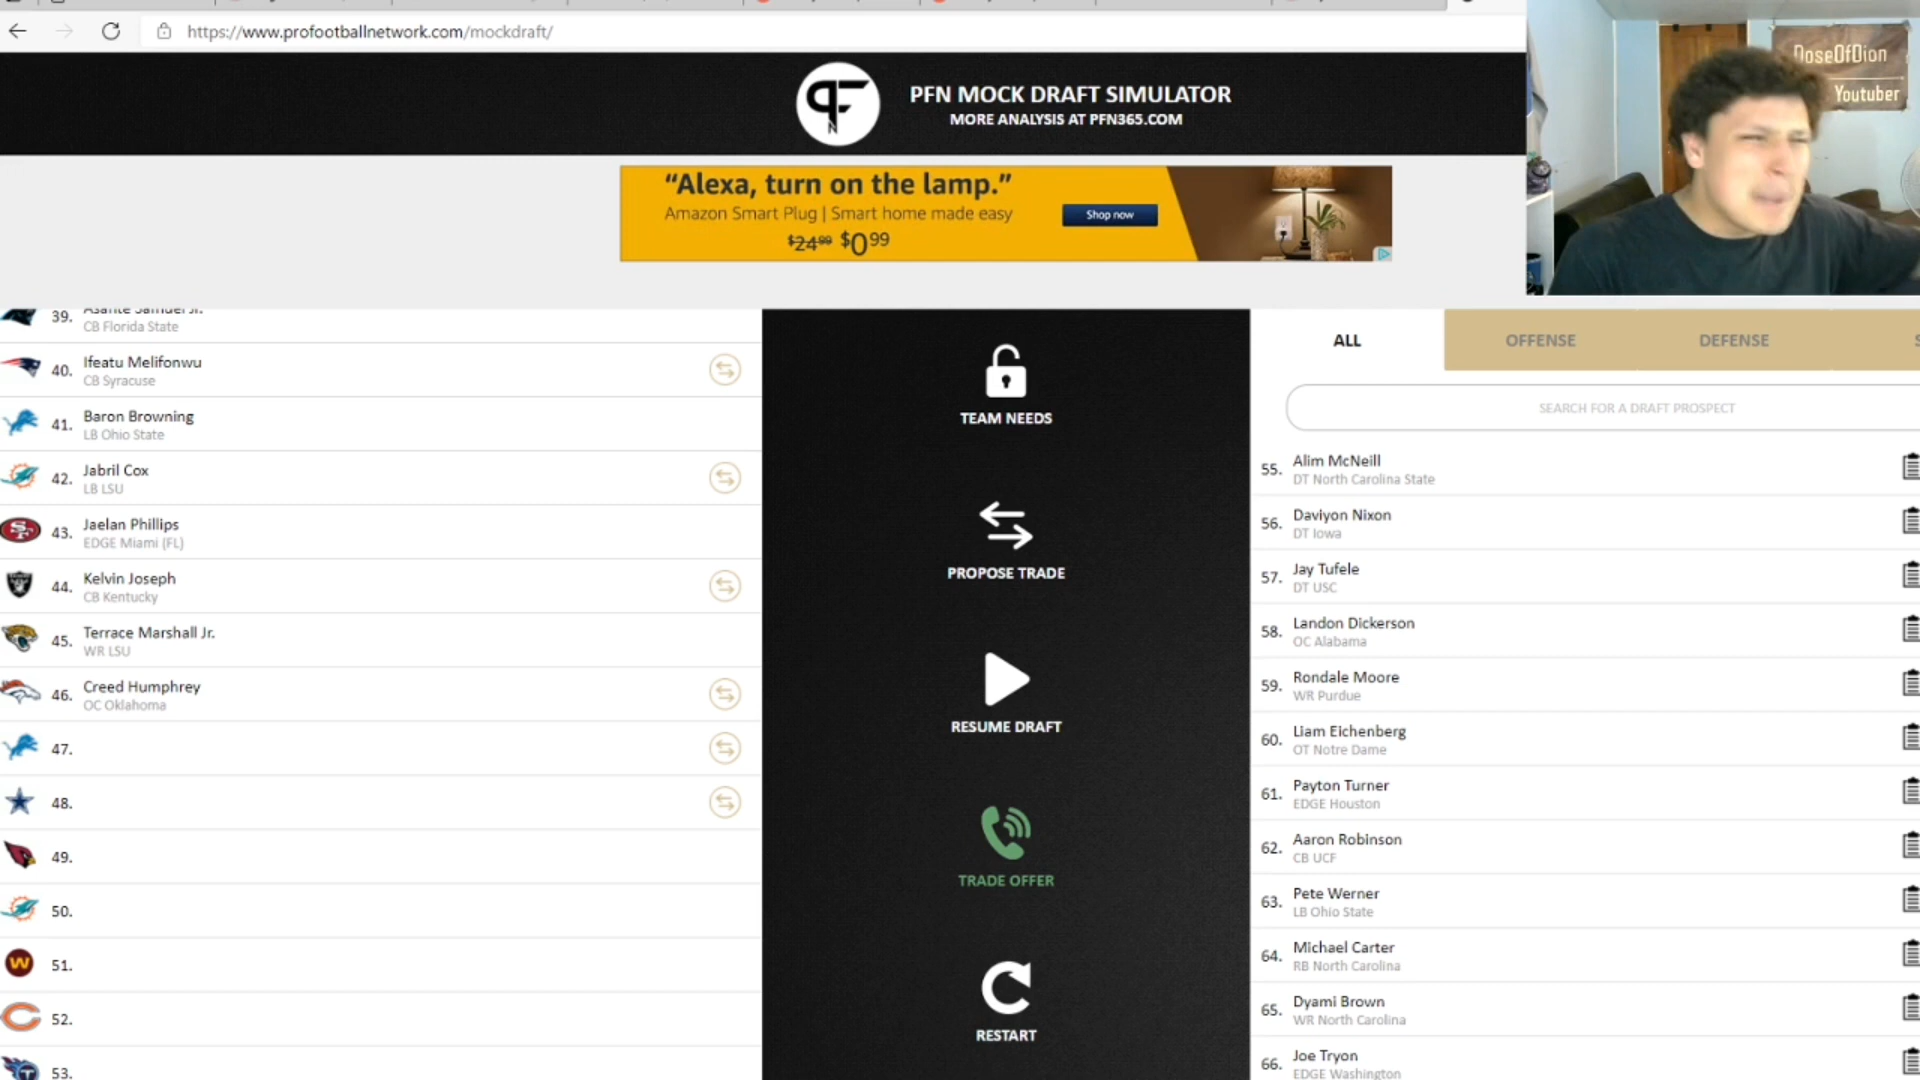 https://www.profootballnetwork.com/mockdraft/
PFN MOCK DRAFT SIMULATOR
MORE ANALYSIS AT PFN365.COM
DoseOfDion
Youtuber
“Alexa, turn on the lamp.”
Amazon Smart Plug | Smart home made easy
$24⁹⁹ $0⁹⁹
Shop now
39. Asante Samuel Jr.
CB Florida State
40. Ifeatu Melifonwu
CB Syracuse
41. Baron Browning
LB Ohio State
42. Jabril Cox
LB LSU
43. Jaelan Phillips
EDGE Miami (FL)
44. Kelvin Joseph
CB Kentucky
45. Terrace Marshall Jr.
WR LSU
46. Creed Humphrey
OC Oklahoma
47.
48.
49.
50.
51.
52.
53.
TEAM NEEDS
PROPOSE TRADE
RESUME DRAFT
TRADE OFFER
RESTART
ALL OFFENSE DEFENSE S
SEARCH FOR A DRAFT PROSPECT
55. Alim McNeill
DT North Carolina State
56. Daviyon Nixon
DT Iowa
57. Jay Tufele
DT USC
58. Landon Dickerson
OC Alabama
59. Rondale Moore
WR Purdue
60. Liam Eichenberg
OT Notre Dame
61. Payton Turner
EDGE Houston
62. Aaron Robinson
CB UCF
63. Pete Werner
LB Ohio State
64. Michael Carter
RB North Carolina
65. Dyami Brown
WR North Carolina
66. Joe Tryon
EDGE Washington